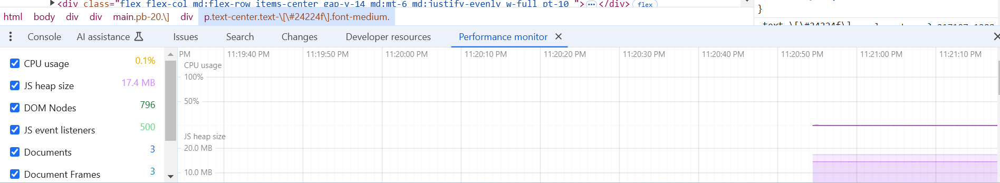 <div class="flex flex-col md:flex-row items-center gap-y-14 md:mt-6 md:justify-evenly w-full pt-10 "> ⋯ </div> flex
}
html body div div main.pb-20.\] div p.text-center.text-\[\#24224f\].font-medium.
Console AI assistance Issues Search Changes Developer resources Performance monitor
PM 11:19:40 PM 11:19:50 PM 11:20:00 PM 11:20:10 PM 11:20:20 PM 11:20:30 PM 11:20:40 PM 11:20:50 PM 11:21:00 PM 11:21:10 PM
CPU usage 0.1%
JS heap size 17.4 MB
DOM Nodes 796
JS event listeners 500
Documents 3
Document Frames 3
CPU usage
100%
50%
JS heap size
20.0 MB
10.0 MB